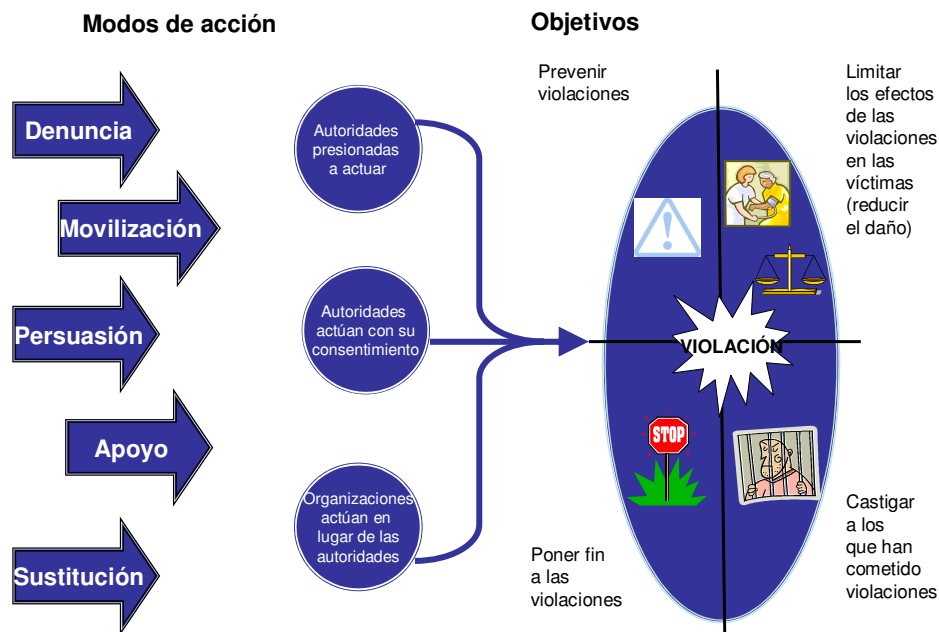 Modos de acción
Objetivos
Denuncia
Movilización
Persuasión
Apoyo
Sustitución
Autoridades
presionadas
a actuar
Autoridades
actúan con su
consentimiento
Organizaciones
actúan en
lugar de las
autoridades
Prevenir
violaciones
Limitar
los efectos
de las
violaciones
en las
víctimas
(reducir
el daño)
VIOLACIÓN
STOP
Poner fin
a las
violaciones
Castigar
a los
que han
cometido
violaciones